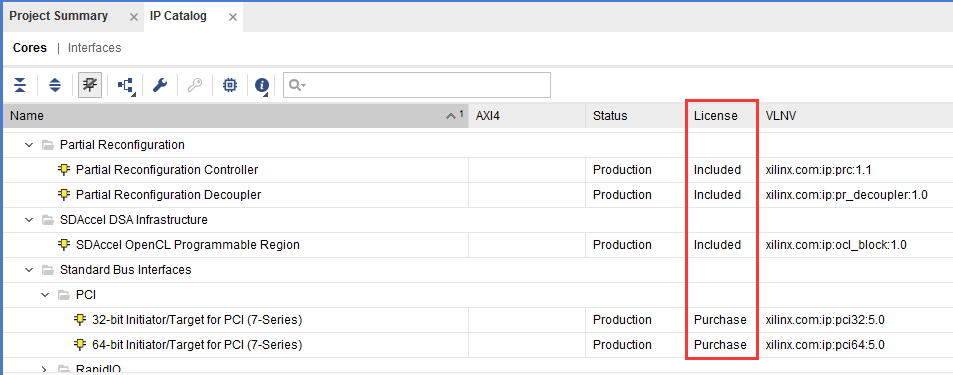 Project Summary × IP Catalog ×
Cores | Interfaces
Name 1 AXI4 Status License VLNV
Partial Reconfiguration
Partial Reconfiguration Controller Production Included xilinx.com:ip:prc:1.1
Partial Reconfiguration Decoupler Production Included xilinx.com:ip:pr_decoupler:1.0
SDAccel DSA Infrastructure
SDAccel OpenCL Programmable Region Production Included xilinx.com:ip:ocl_block:1.0
Standard Bus Interfaces
PCI
32-bit Initiator/Target for PCI (7-Series) Production Purchase xilinx.com:ip:pci32:5.0
64-bit Initiator/Target for PCI (7-Series) Production Purchase xilinx.com:ip:pci64:5.0
RapidIO